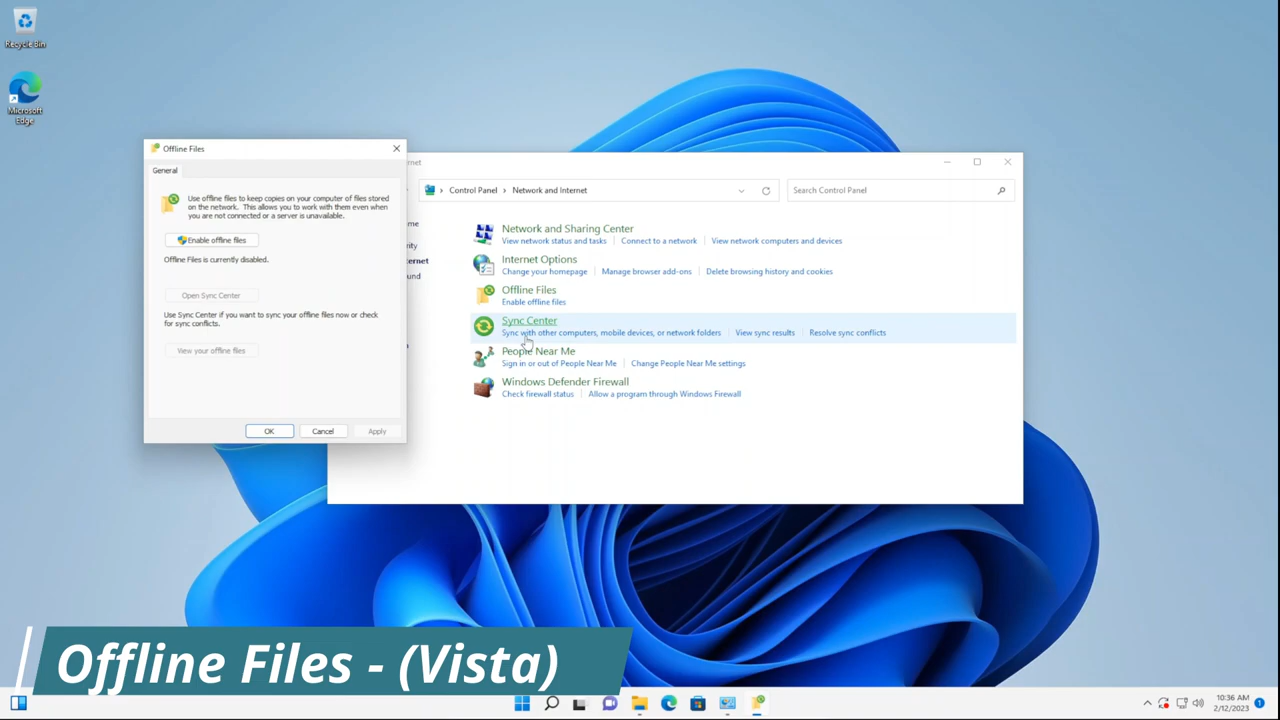 Recycle Bin
Microsoft
Edge
Offline Files
General
Use offline files to keep copies on your computer of files stored
on the network. This allows you to work with them even when
you are not connected or a server is unavailable.
Enable offline files
Offline Files is currently disabled.
Open Sync Center
Use Sync Center if you want to sync your offline files now or check
for sync conflicts.
View your offline files
OK Cancel Apply
rnet
Control Panel > Network and Internet
Search Control Panel
me
rity
ernet
und
Network and Sharing Center
View network status and tasks Connect to a network View network computers and devices
Internet Options
Change your homepage Manage browser add-ons Delete browsing history and cookies
Offline Files
Enable offline files
Sync Center
Sync with other computers, mobile devices, or network folders View sync results Resolve sync conflicts
People Near Me
Sign in or out of People Near Me Change People Near Me settings
Windows Defender Firewall
Check firewall status Allow a program through Windows Firewall
Offline Files - (Vista)
10:36 AM
2/12/2023
1